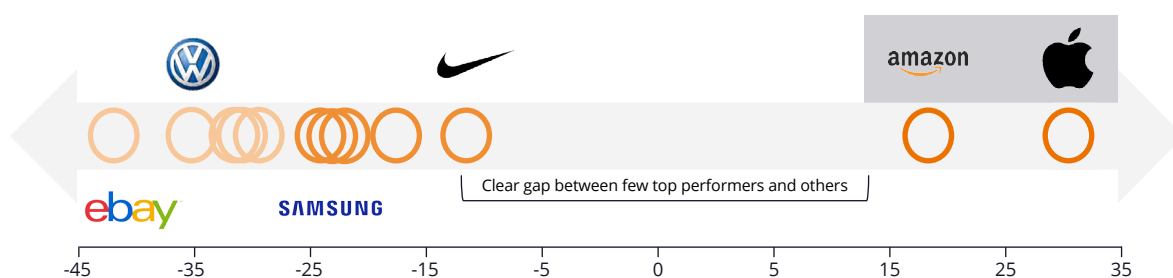 amazon
Clear gap between few top performers and others
ebay™
SAMSUNG
-45 -35 -25 -15 -5 0 5 15 25 35